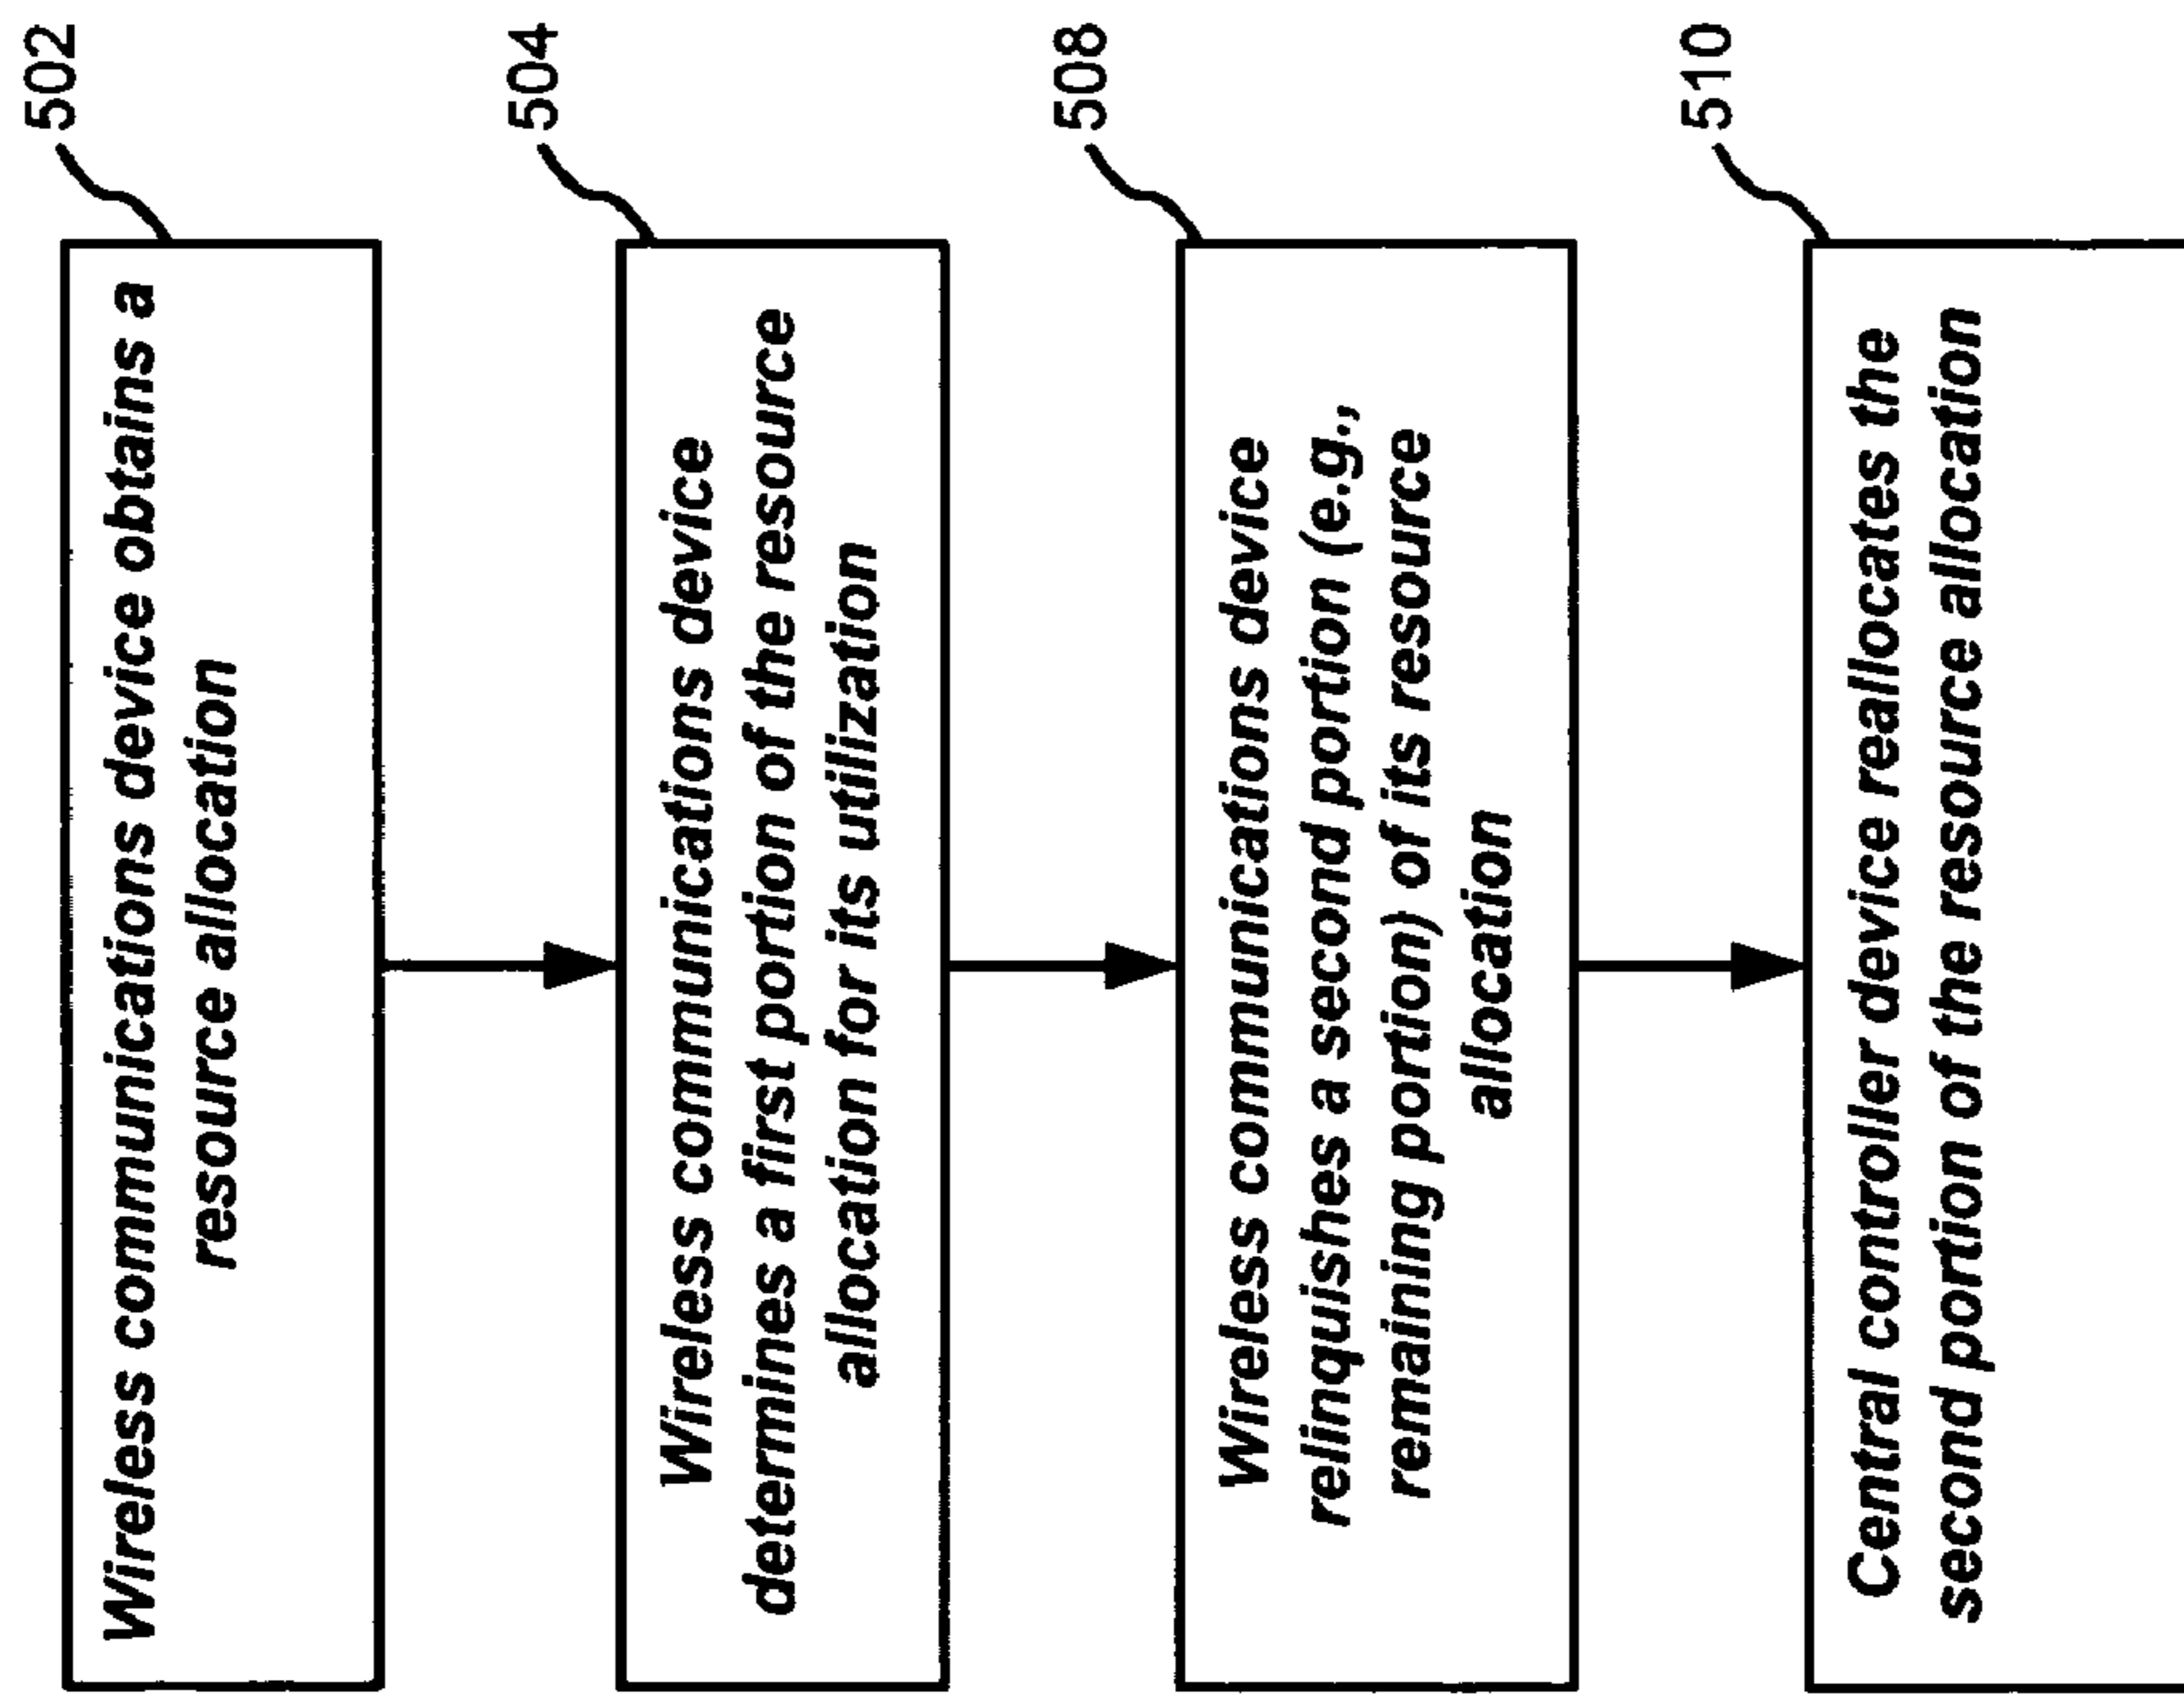 502
Wireless communications device obtains a
resource allocation
504
Wireless communications device
determines a first portion of the resource
allocation for its utilization
508
Wireless communications device
relinquishes a second portion (e.g.,
remaining portion) of its resource
allocation
510
Central controller device reallocates the
second portion of the resource allocation